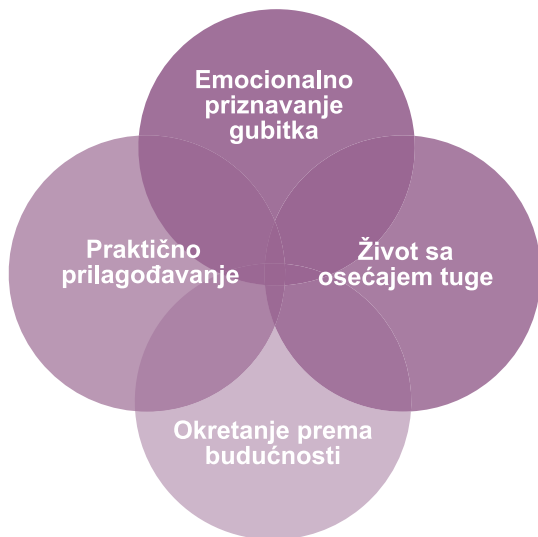 Emocionalno
priznavanje
gubitka
Praktično
prilagođavanje
Život sa
osećajem tuge
Okretanje prema
budućnosti